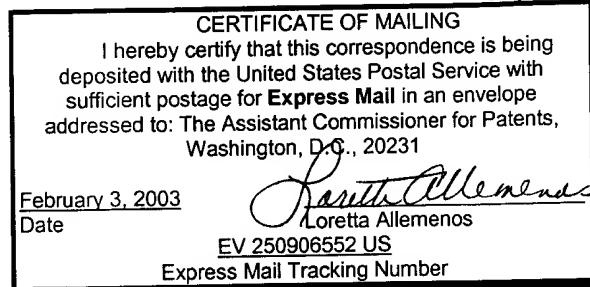 CERTIFICATE OF MAILING
I hereby certify that this correspondence is being
deposited with the United States Postal Service with
sufficient postage for Express Mail in an envelope
addressed to: The Assistant Commissioner for Patents,
Washington, D.C., 20231
February 3, 2003 Loretta Allemenos
Date Loretta Allemenos
EV 250906552 US
Express Mail Tracking Number